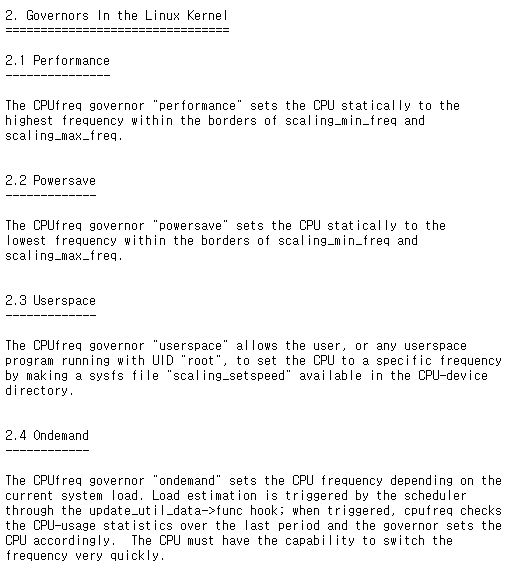 2. Governors In the Linux Kernel
================================
2.1 Performance
---------------
The CPUfreq governor "performance" sets the CPU statically to the
highest frequency within the borders of scaling_min_freq and
scaling_max_freq.
2.2 Powersave
-------------
The CPUfreq governor "powersave" sets the CPU statically to the
lowest frequency within the borders of scaling_min_freq and
scaling_max_freq.
2.3 Userspace
-------------
The CPUfreq governor "userspace" allows the user, or any userspace
program running with UID "root", to set the CPU to a specific frequency
by making a sysfs file "scaling_setspeed" available in the CPU-device
directory.
2.4 Ondemand
------------
The CPUfreq governor "ondemand" sets the CPU frequency depending on the
current system load. Load estimation is triggered by the scheduler
through the update_util_data->func hook; when triggered, cpufreq checks
the CPU-usage statistics over the last period and the governor sets the
CPU accordingly.  The CPU must have the capability to switch the
frequency very quickly.